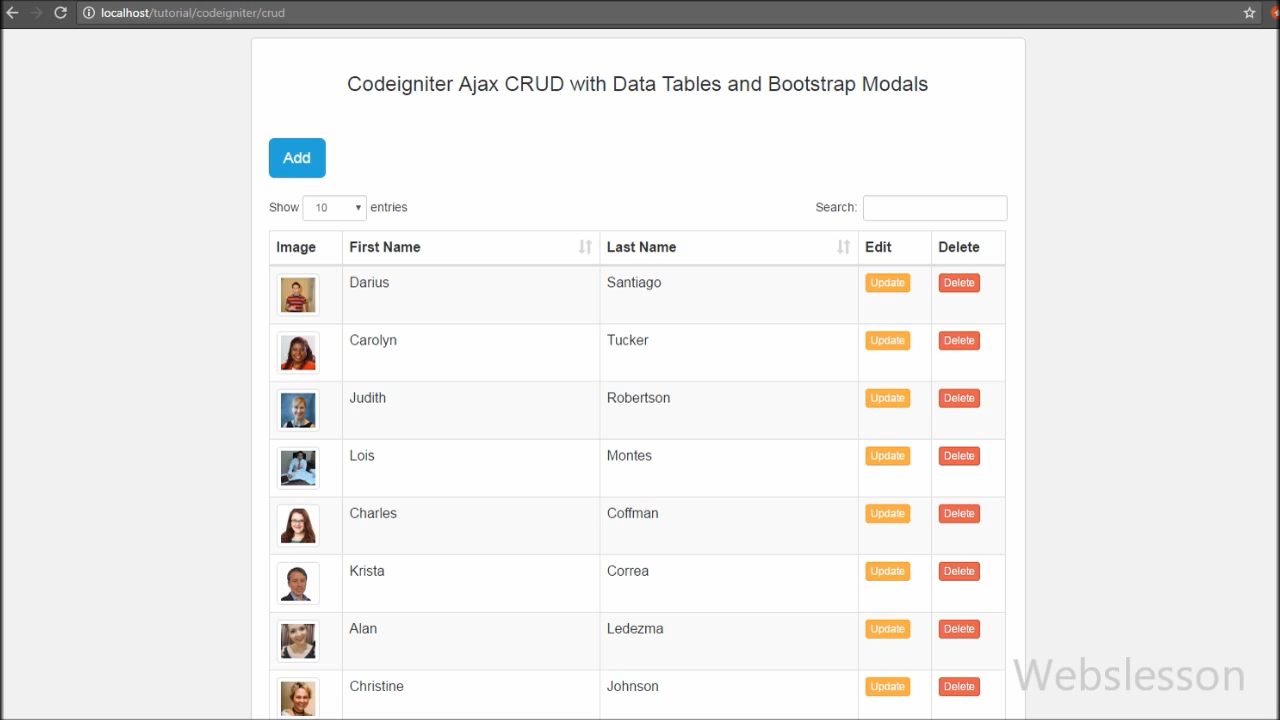 localhost/tutorial/codeigniter/crud
Codeigniter Ajax CRUD with Data Tables and Bootstrap Modals
Add
Show 10 entries Search:
Image First Name Last Name Edit Delete
Darius Santiago Update Delete
Carolyn Tucker Update Delete
Judith Robertson Update Delete
Lois Montes Update Delete
Charles Coffman Update Delete
Krista Correa Update Delete
Alan Ledezma Update Delete
Christine Johnson Update Delete
Webslesson